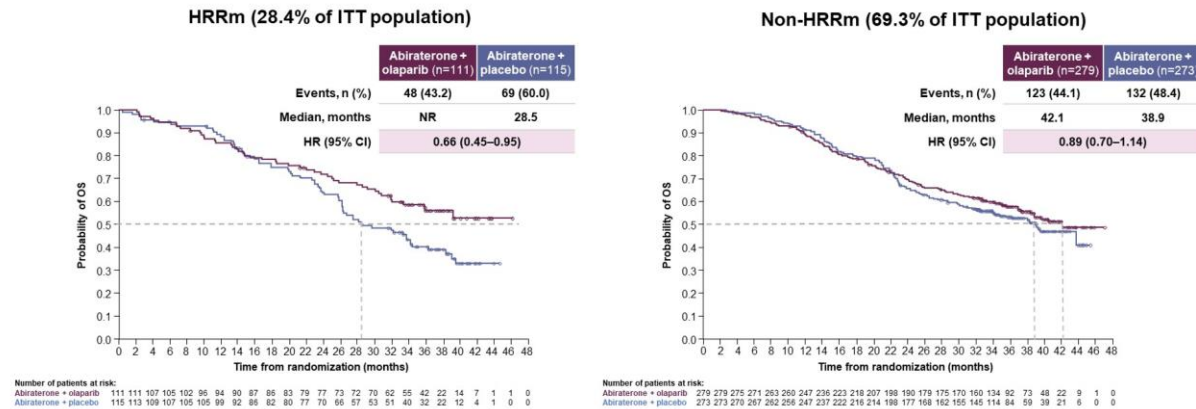 HRRm (28.4% of ITT population)
Abiraterone + olaparib (n=111)
Abiraterone + placebo (n=115)
Events, n (%) 48 (43.2) 69 (60.0)
Median, months NR 28.5
HR (95% CI) 0.66 (0.45–0.95)
Probability of OS
1.0
0.9
0.8
0.7
0.6
0.5
0.4
0.3
0.2
0.1
0.0
0 2 4 6 8 10 12 14 16 18 20 22 24 26 28 30 32 34 36 38 40 42 44 46 48
Time from randomization (months)
Number of patients at risk:
Abiraterone + olaparib 111 111 107 105 102 96 94 90 87 86 83 79 77 73 72 70 62 55 42 22 14 7 1 1 0
Abiraterone + placebo 115 113 109 107 105 105 99 92 86 82 80 77 70 66 57 53 51 40 32 22 12 4 1 0 0
Non-HRRm (69.3% of ITT population)
Abiraterone + olaparib (n=279)
Abiraterone + placebo (n=273)
Events, n (%) 123 (44.1) 132 (48.4)
Median, months 42.1 38.9
HR (95% CI) 0.89 (0.70–1.14)
Probability of OS
1.0
0.9
0.8
0.7
0.6
0.5
0.4
0.3
0.2
0.1
0.0
0 2 4 6 8 10 12 14 16 18 20 22 24 26 28 30 32 34 36 38 40 42 44 46 48
Time from randomization (months)
Number of patients at risk:
Abiraterone + olaparib 279 279 275 271 263 260 247 236 223 218 207 198 190 179 175 170 160 134 92 73 48 22 9 1 0
Abiraterone + placebo 273 273 270 267 262 256 247 237 222 216 214 198 177 168 162 155 145 114 84 59 39 21 6 0 0